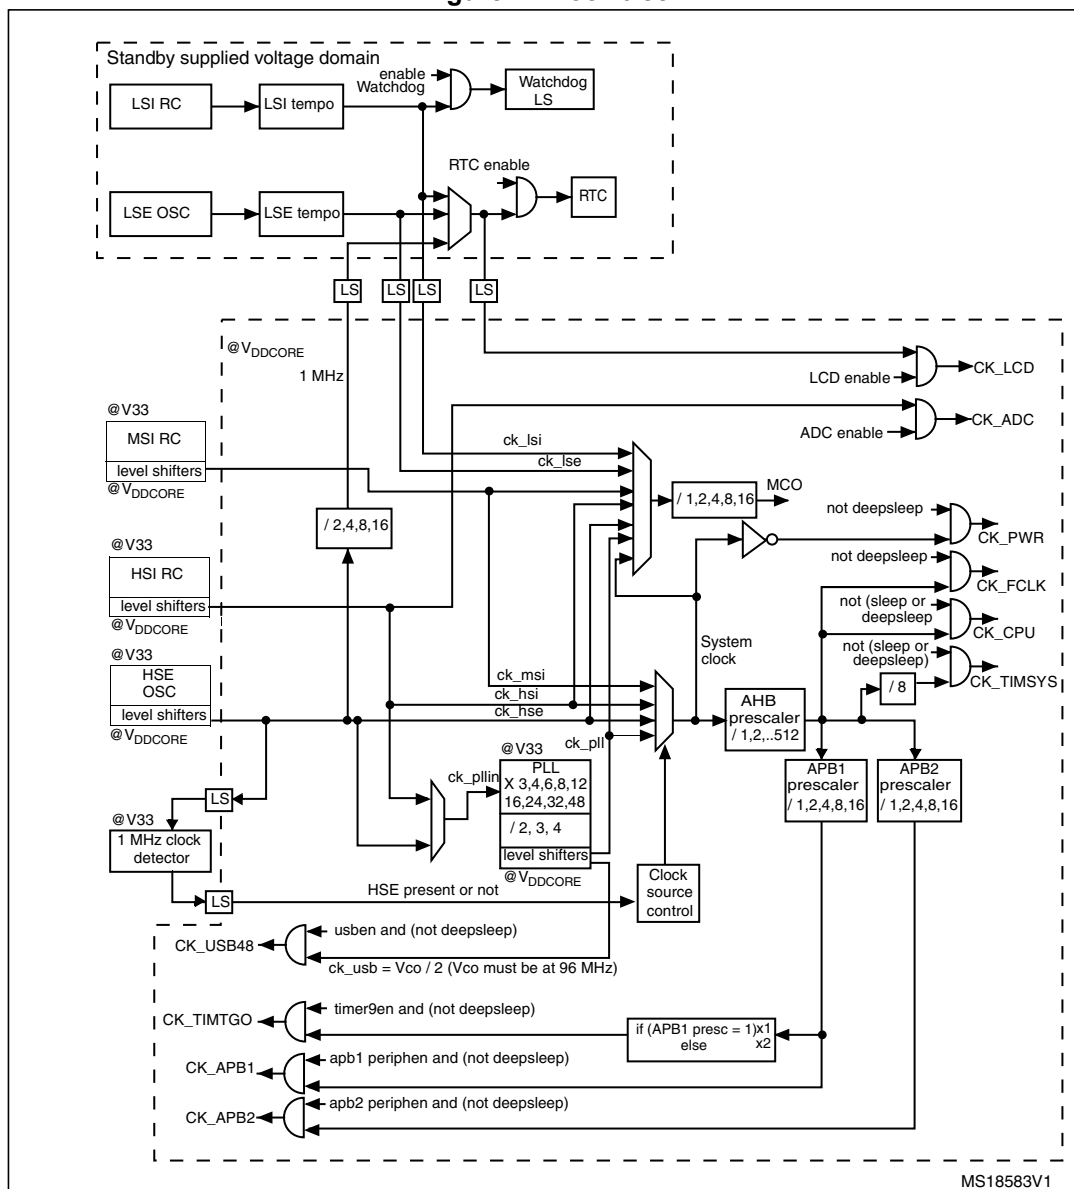 Standby supplied voltage domain
enable
Watchdog
Watchdog
LS
LSI RC
LSI tempo
RTC enable
RTC
LSE OSC
LSE tempo
LS
LS
LS
LS
@VDDCORE
1 MHz
CK_LCD
LCD enable
@V33
MSI RC
level shifters
@VDDCORE
CK_ADC
ADC enable
ck_lsi
ck_lse
/ 1,2,4,8,16
MCO
/ 2,4,8,16
not deepsleep
CK_PWR
@V33
HSI RC
level shifters
@VDDCORE
not deepsleep
CK_FCLK
not (sleep or
deepsleep
CK_CPU
not (sleep or
deepsleep)
CK_TIMSYS
/ 8
System
clock
@V33
HSE
OSC
level shifters
@VDDCORE
ck_msi
ck_hsi
ck_hse
ck_pll
AHB
prescaler
/ 1,2,..512
@V33
PLL
X 3,4,6,8,12
16,24,32,48
/ 2, 3, 4
level shifters
@VDDCORE
ck_pllin
APB1
prescaler
/ 1,2,4,8,16
APB2
prescaler
/ 1,2,4,8,16
LS
@V33
1 MHz clock
detector
LS
HSE present or not
Clock
source
control
CK_USB48
usben and (not deepsleep)
ck_usb = Vco / 2 (Vco must be at 96 MHz)
CK_TIMTGO
timer9en and (not deepsleep)
if (APB1 presc = 1)x1
else x2
CK_APB1
apb1 periphen and (not deepsleep)
CK_APB2
apb2 periphen and (not deepsleep)
MS18583V1